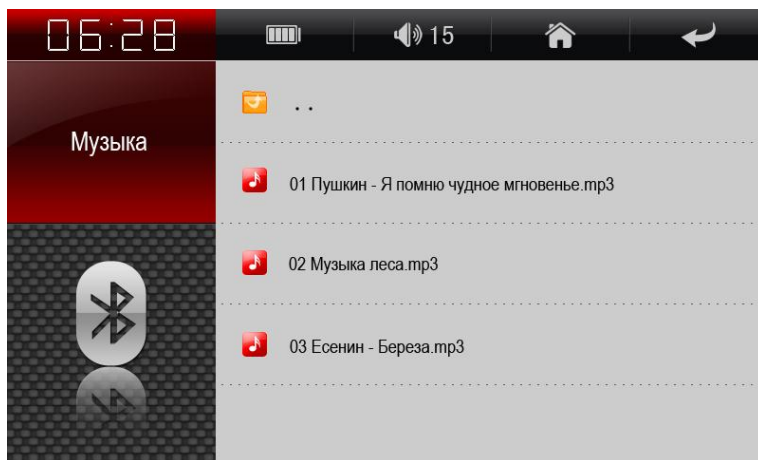 06:28
15
Музыка
. .
01 Пушкин - Я помню чудное мгновенье.mp3
02 Музыка леса.mp3
03 Есенин - Береза.mp3